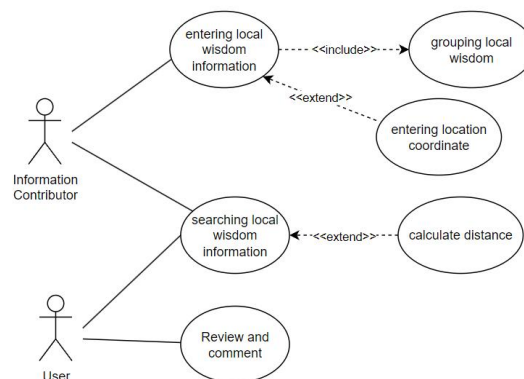 entering local
wisdom
information
<<include>>
grouping local
wisdom
<<extend>>
entering location
coordinate
Information
Contributor
searching local
wisdom
information
<<extend>>
calculate distance
Review and
comment
User